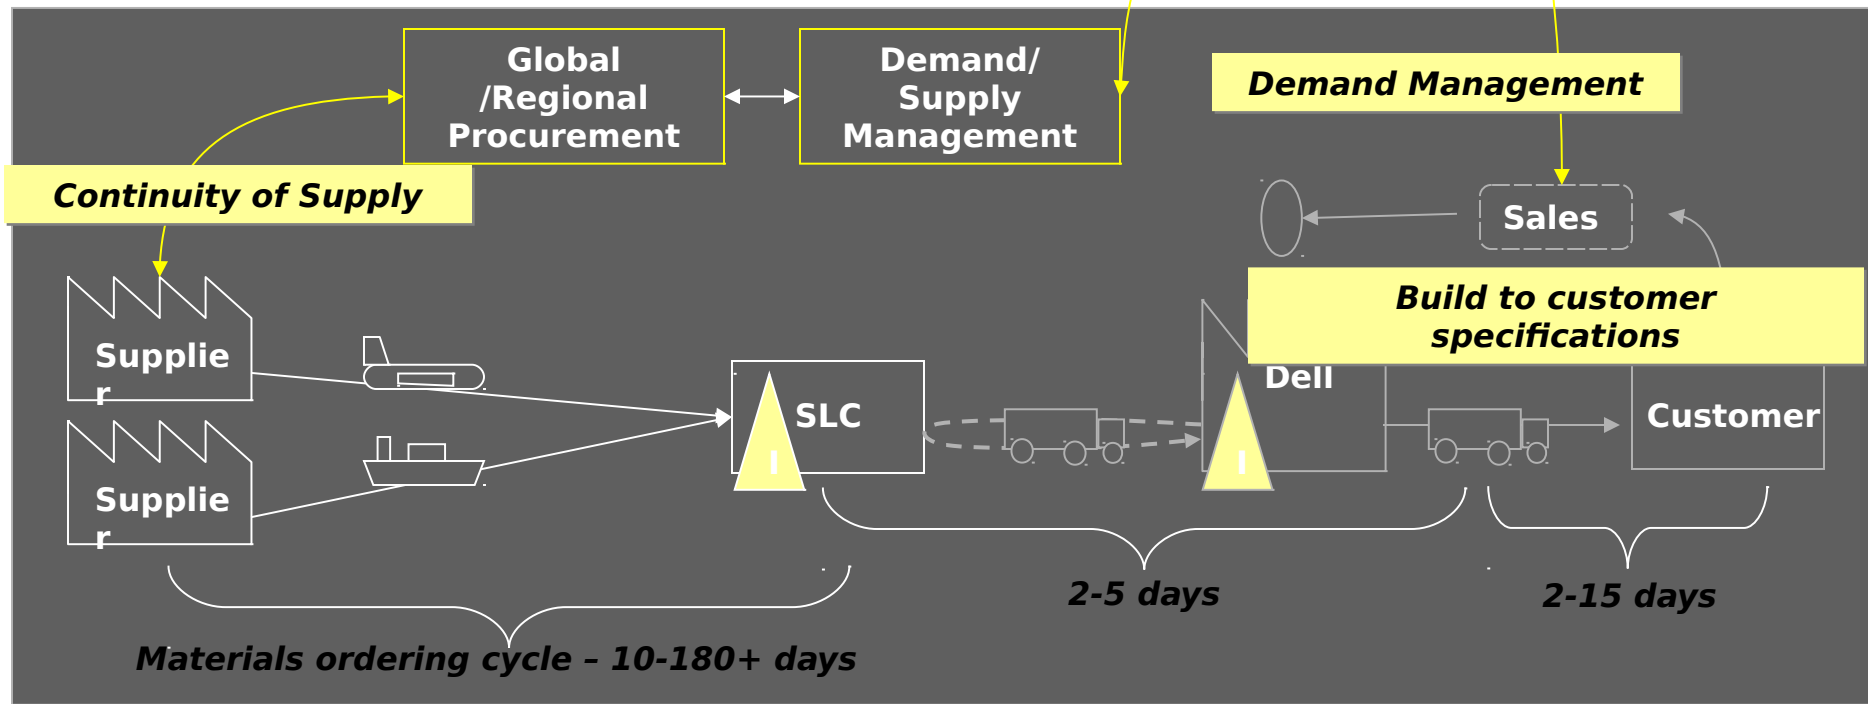 Global
/Regional
Procurement
Demand/
Supply
Management
Demand Management
Continuity of Supply
Sales
Build to customer
specifications
Supplie
r
Dell
SLC
Customer
I
I
Supplie
r
2-5 days
2-15 days
Materials ordering cycle – 10-180+ days